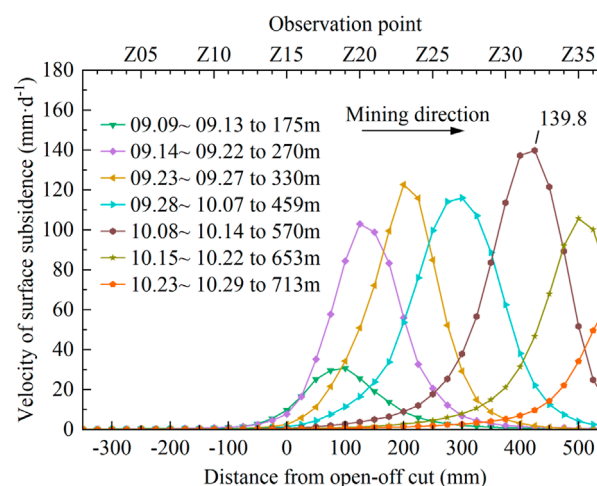 Observation point
Z05 Z10 Z15 Z20 Z25 Z30 Z35
180
160
140
120
100
80
60
40
20
0
Velocity of surface subsidence (mm·d⁻¹)
Mining direction
139.8
09.09~ 09.13 to 175m
09.14~ 09.22 to 270m
09.23~ 09.27 to 330m
09.28~ 10.07 to 459m
10.08~ 10.14 to 570m
10.15~ 10.22 to 653m
10.23~ 10.29 to 713m
-300 -200 -100 0 100 200 300 400 500
Distance from open-off cut (mm)